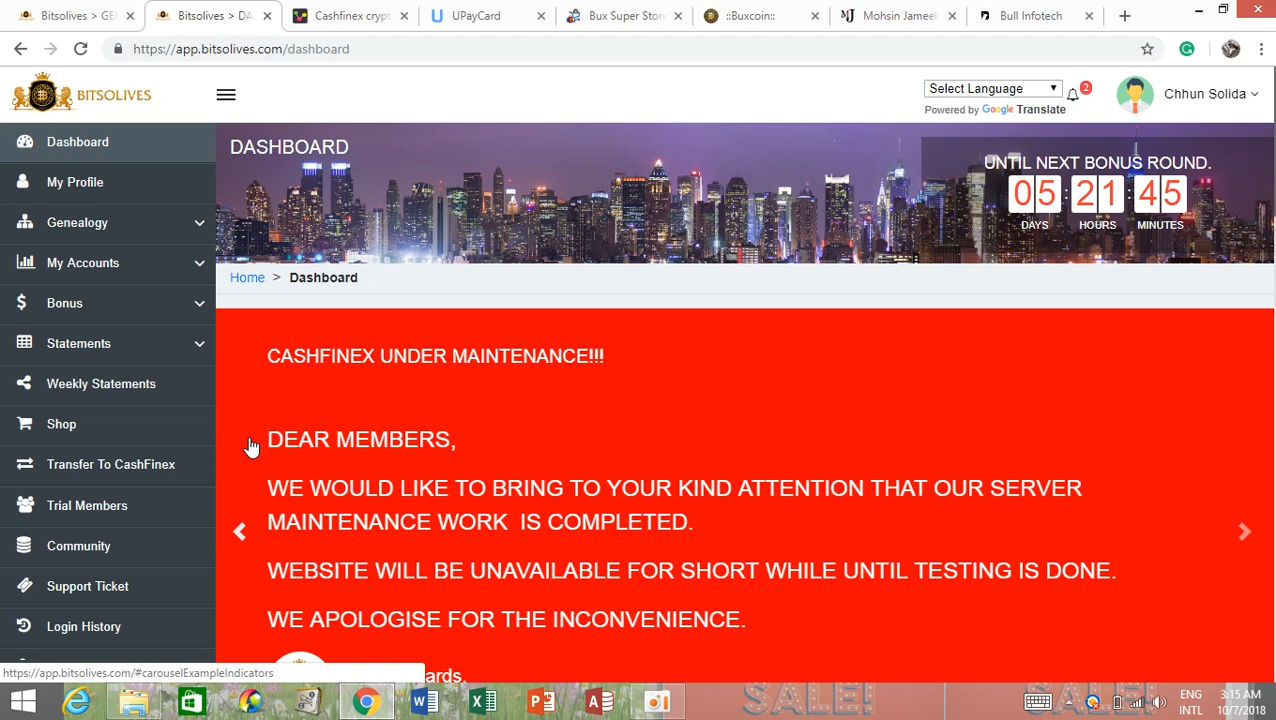 Bitsolives > GE
Bitsolives > DA
Cashfinex crypt
UPayCard
Bux Super Store
::Buxcoin::
Mohsin Jameel
Bull Infotech
https://app.bitsolives.com/dashboard
BITSOLIVES
Select Language
2
Powered by Google Translate
Chhun Solida
Dashboard
My Profile
Genealogy
My Accounts
Bonus
Statements
Weekly Statements
Shop
Transfer To CashFinex
Trial Members
Community
Support Ticket
Login History
DASHBOARD
UNTIL NEXT BONUS ROUND.
05 : 21 : 45
DAYS HOURS MINUTES
Home > Dashboard
CASHFINEX UNDER MAINTENANCE!!!
DEAR MEMBERS,
WE WOULD LIKE TO BRING TO YOUR KIND ATTENTION THAT OUR SERVER
MAINTENANCE WORK IS COMPLETED.
WEBSITE WILL BE UNAVAILABLE FOR SHORT WHILE UNTIL TESTING IS DONE.
WE APOLOGISE FOR THE INCONVENIENCE.
ards.
https://app.bitsolives.com/#carouselExampleIndicators
SALE! SALE!
ENG
INTL
3:15 AM
10/7/2018